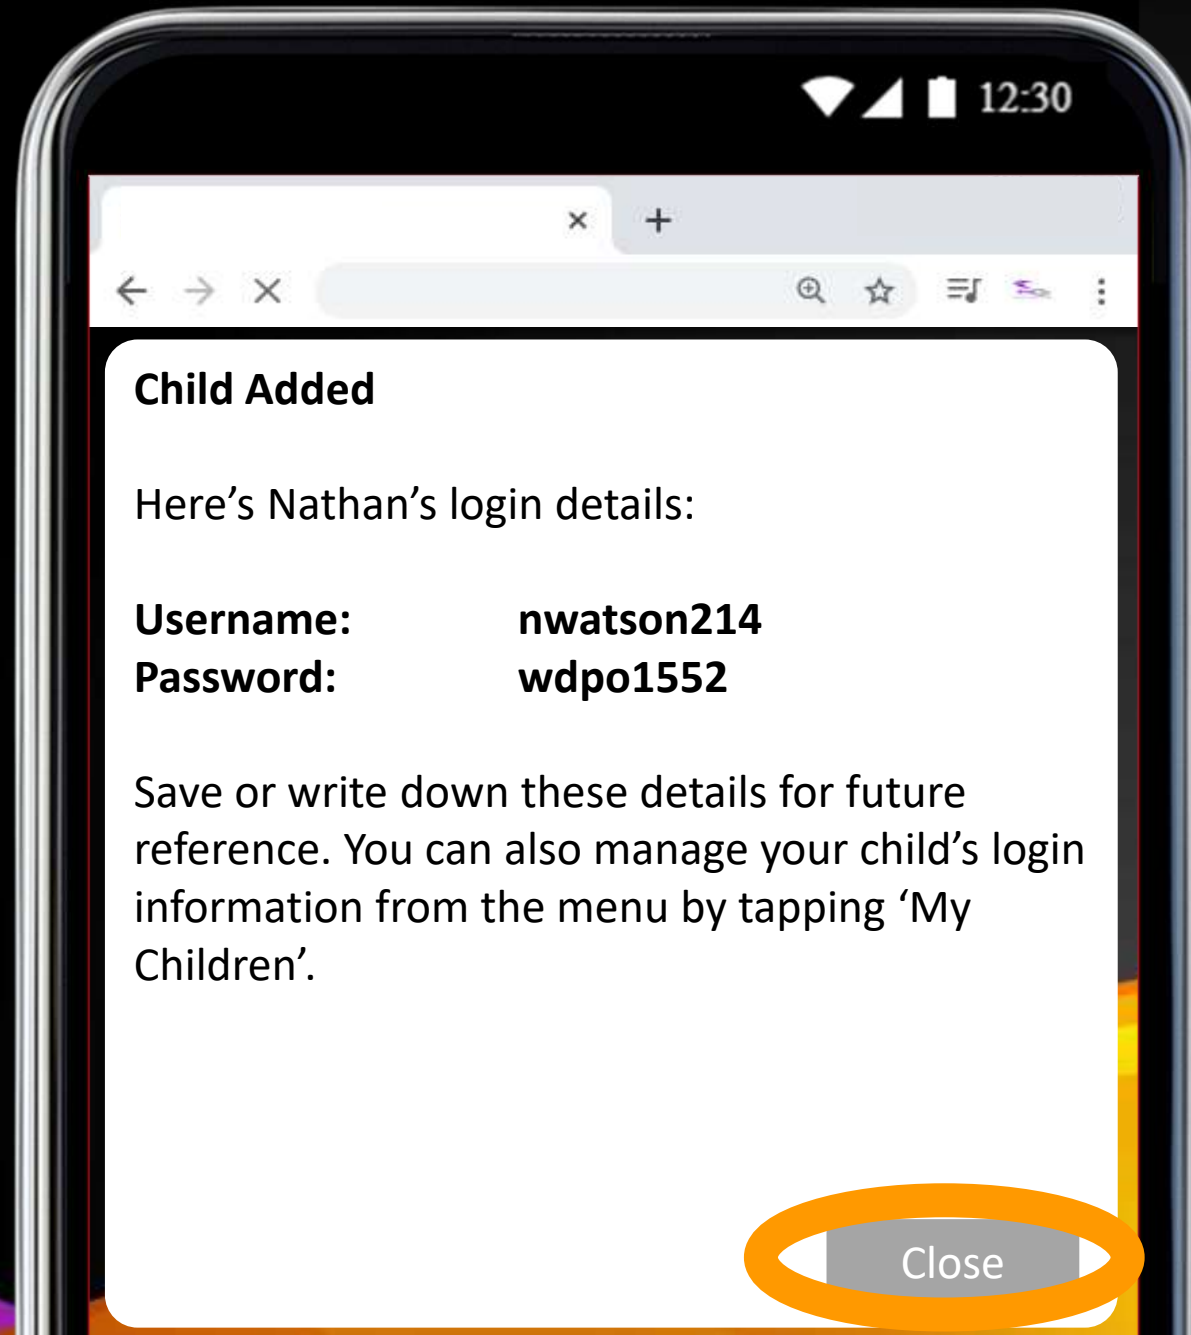 12:30
Child Added
Here’s Nathan’s login details:
Username: nwatson214
Password: wdpo1552
Save or write down these details for future
reference. You can also manage your child’s login
information from the menu by tapping ‘My
Children’.
Close